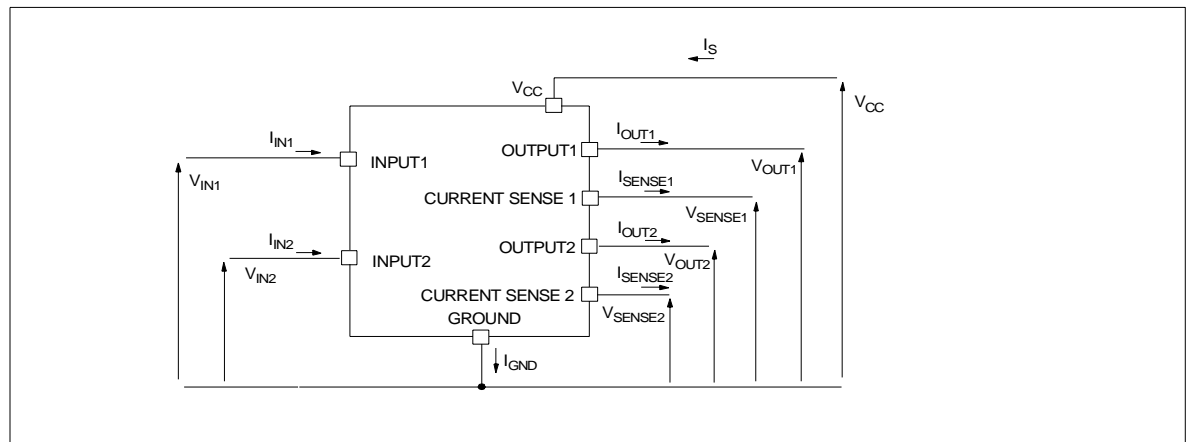 I_S
V_CC
V_CC
I_IN1
I_OUT1
INPUT1
OUTPUT1
V_IN1
V_OUT1
I_SENSE1
CURRENT SENSE 1
V_SENSE1
I_IN2
I_OUT2
INPUT2
OUTPUT2
V_IN2
V_OUT2
I_SENSE2
CURRENT SENSE 2
V_SENSE2
GROUND
I_GND